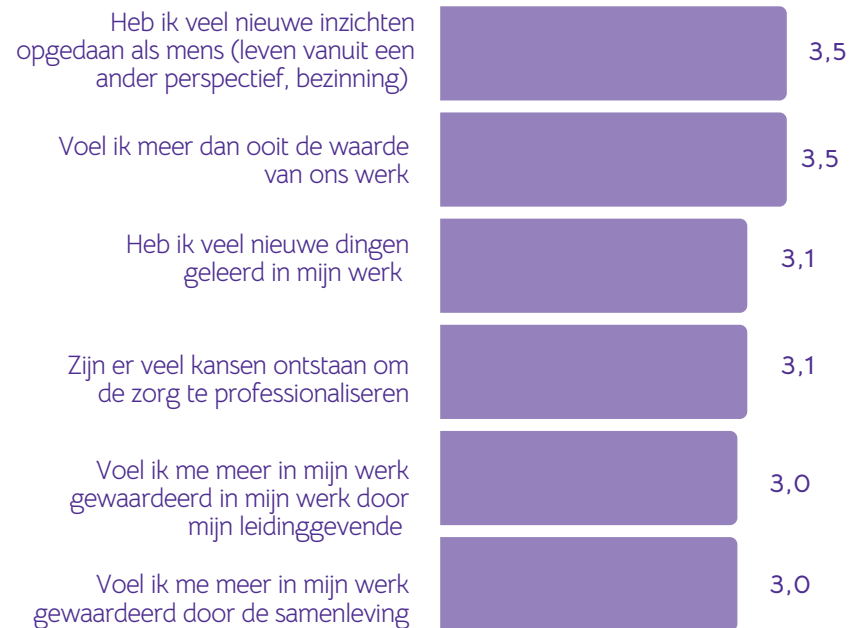 Heb ik veel nieuwe inzichten
opgedaan als mens (leven vanuit een
ander perspectief, bezinning)
3,5
Voel ik meer dan ooit de waarde
van ons werk
3,5
Heb ik veel nieuwe dingen
geleerd in mijn werk
3,1
Zijn er veel kansen ontstaan om
de zorg te professionaliseren
3,1
Voel ik me meer in mijn werk
gewaardeerd in mijn werk door
mijn leidinggevende
3,0
Voel ik me meer in mijn werk
gewaardeerd door de samenleving
3,0